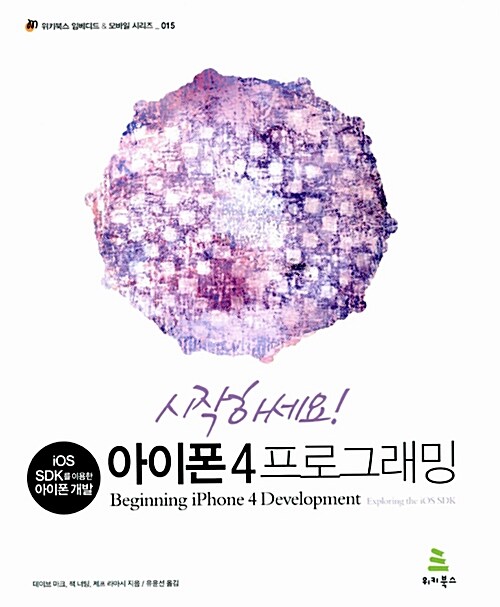 위키북스 임베디드 & 모바일 시리즈 _ 015
시작하세요!
iOS
SDK를 이용한
아이폰 개발
아이폰 4 프로그래밍
Beginning iPhone 4 Development Exploring the iOS SDK
데이브 마크, 잭 너팅, 제프 라마시 지음 / 유윤선 옮김
위키북스